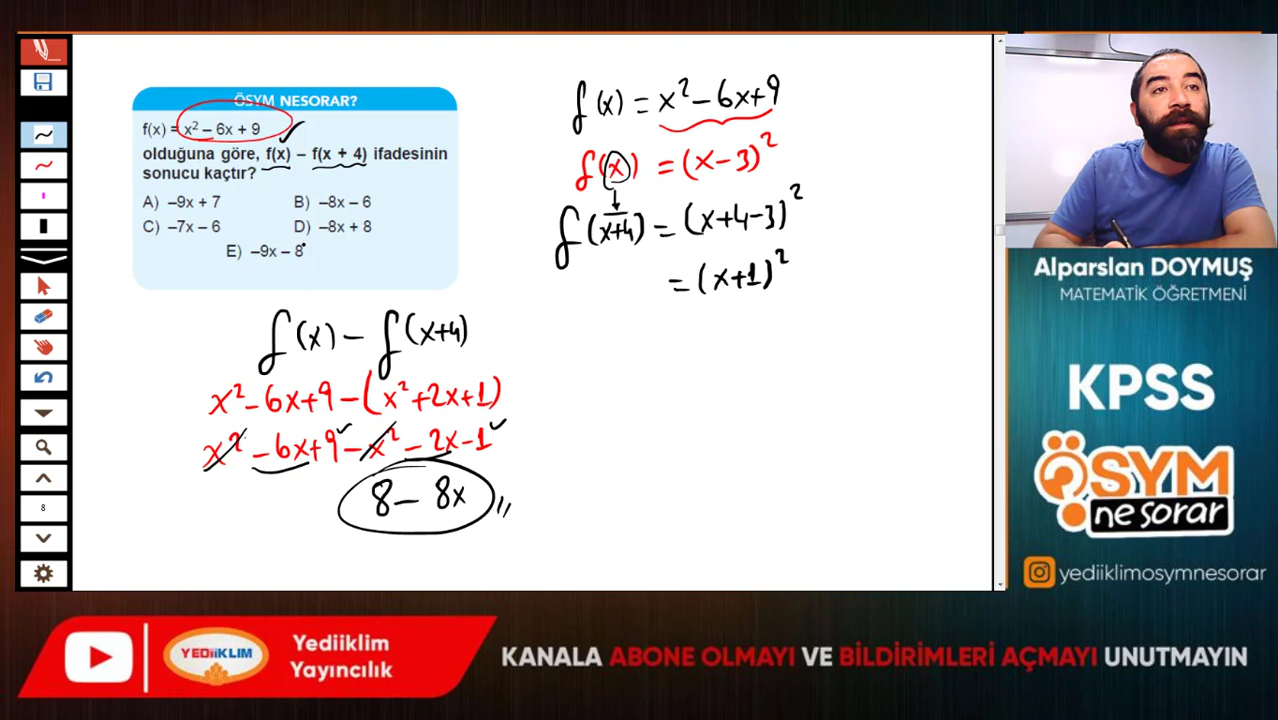 ÖSYM NESORAR?
f(x) = x² – 6x + 9
olduğuna göre, f(x) – f(x + 4) ifadesinin
sonucu kaçtır?
A) –9x + 7 B) –8x – 6
C) –7x – 6 D) –8x + 8
E) –9x – 8
f(x) = x² – 6x+9
f(x) = (x – 3)²
f(x+4) = (x+4–3)²
= (x+1)²
f(x) – f(x+4)
x² – 6x+9 – (x²+2x+1)
x² – 6x+9 – x² – 2x – 1
8 – 8x
8
Alparslan DOYMUŞ
MATEMATİK ÖĞRETMENİ
KPSS
ÖSYM
ne sorar
yediiklimosymnesorar
YEDİİKLİM
Yediiklim
Yayıncılık
KANALA ABONE OLMAYI VE BİLDİRİMLERİ AÇMAYI UNUTMAYIN